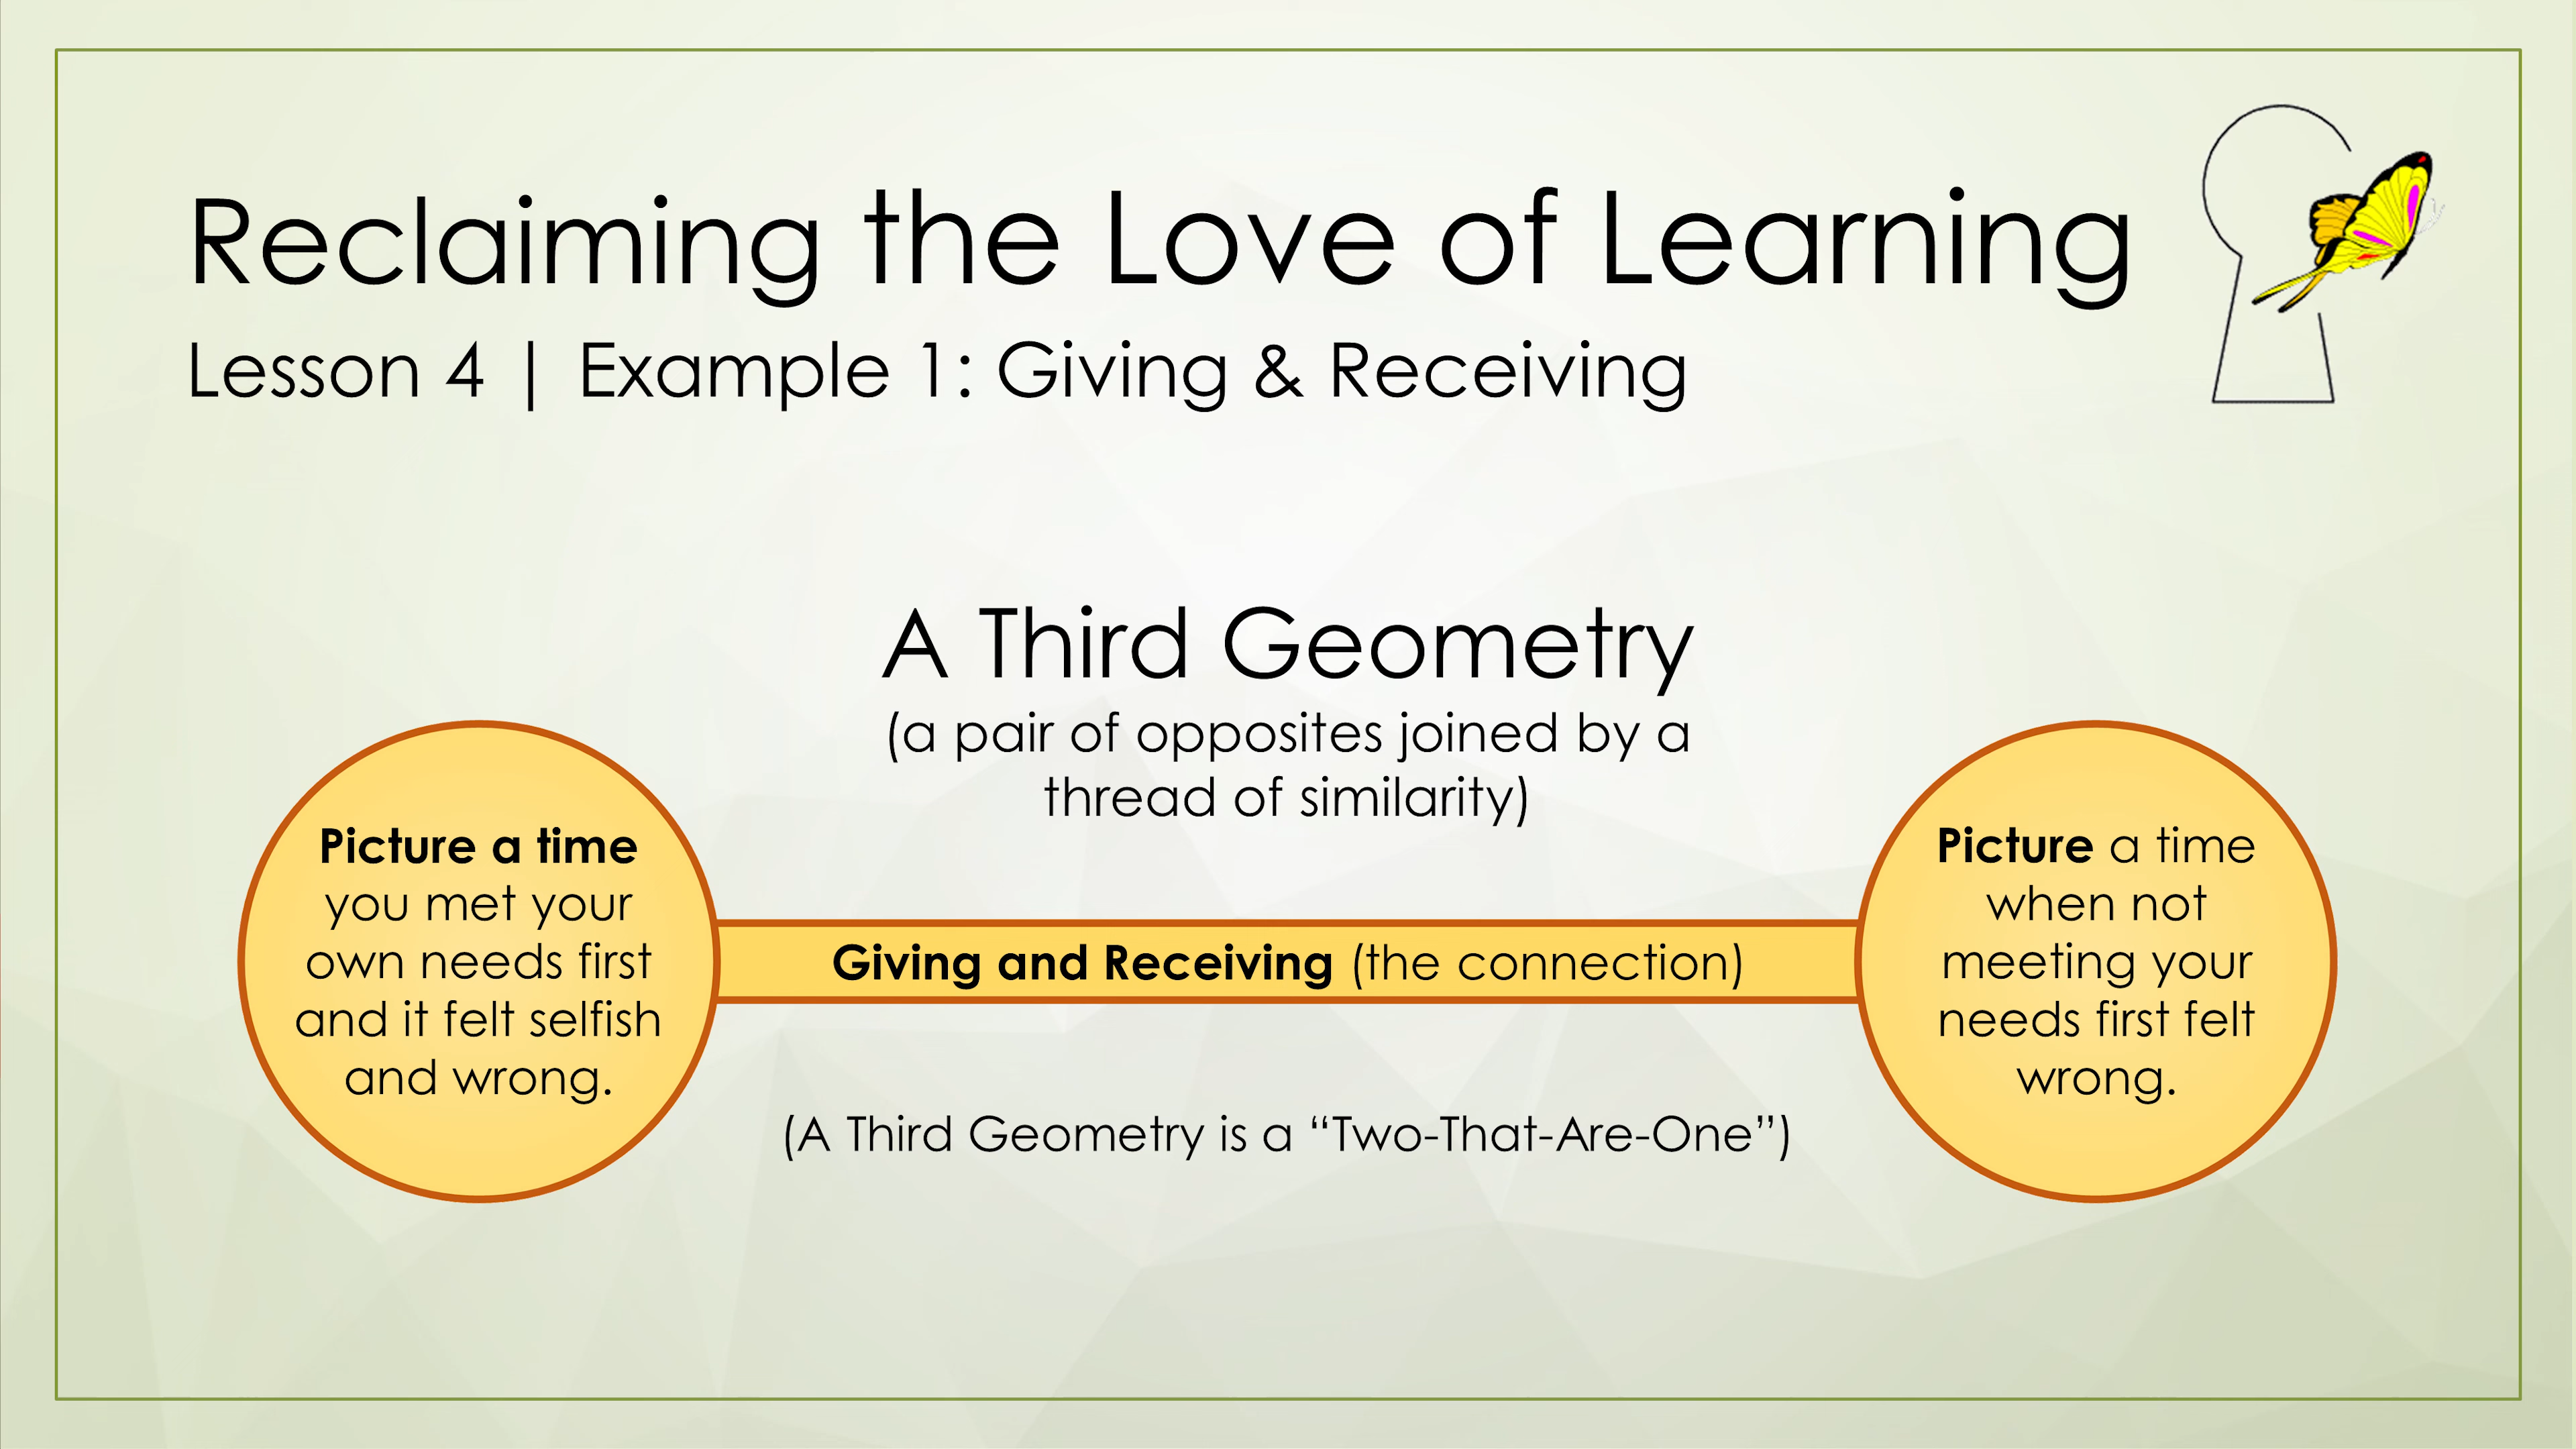 Reclaiming the Love of Learning
Lesson 4 | Example 1: Giving & Receiving
A Third Geometry
(a pair of opposites joined by a
thread of similarity)
Picture a time
you met your
own needs first
and it felt selfish
and wrong.
Giving and Receiving (the connection)
Picture a time
when not
meeting your
needs first felt
wrong.
(A Third Geometry is a “Two-That-Are-One”)